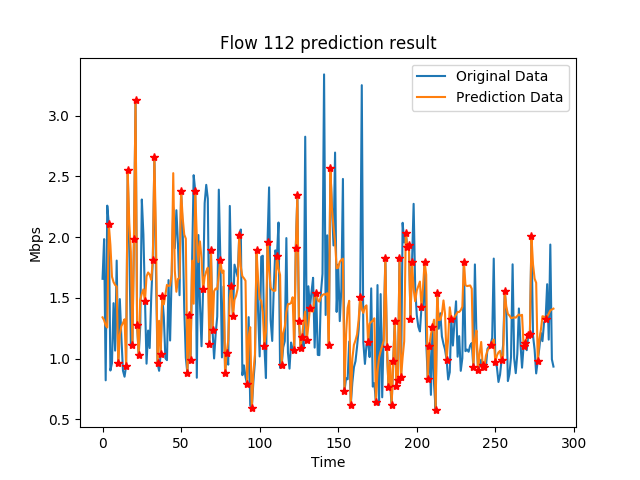 Flow 112 prediction result
Original Data
Prediction Data
Mbps
3.0
2.5
2.0
1.5
1.0
0.5
0 50 100 150 200 250 300
Time